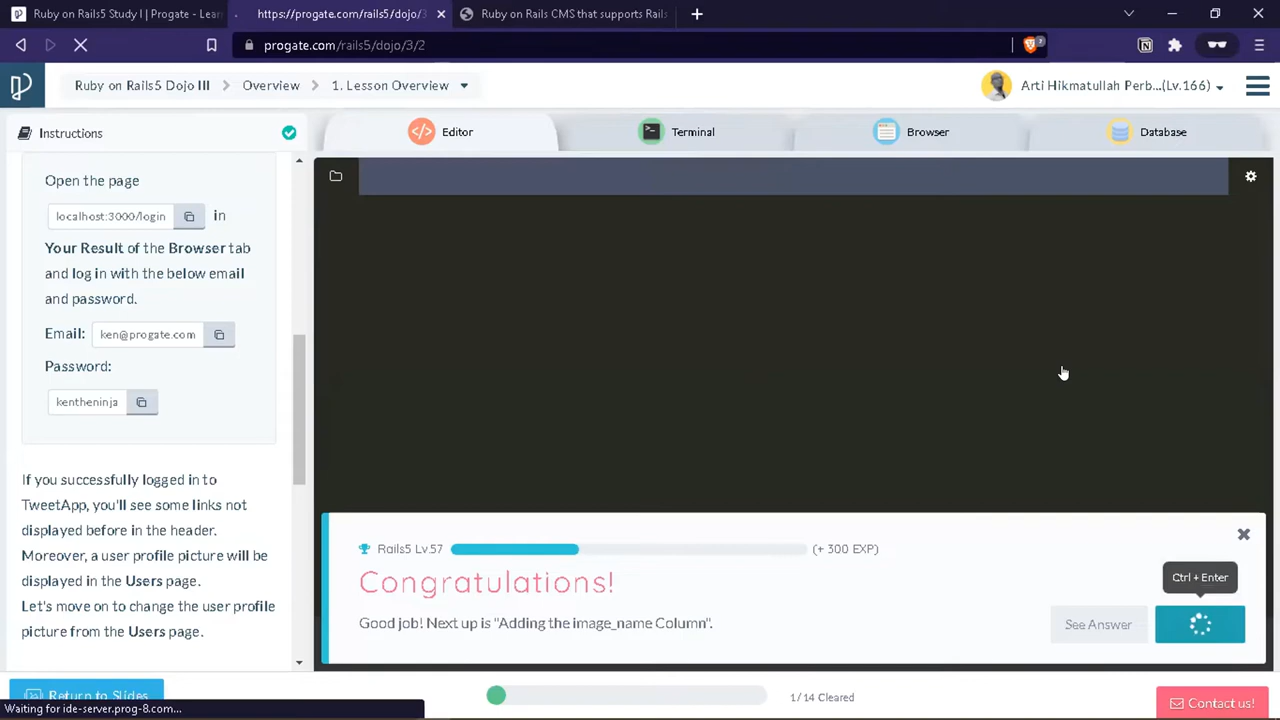 Ruby on Rails5 Study I | Progate - Lear
https://progate.com/rails5/dojo/3
Ruby on Rails CMS that supports Rails
progate.com/rails5/dojo/3/2
Ruby on Rails5 Dojo III
Overview
1. Lesson Overview
Arti Hikmatullah Perb...(Lv.166)
Instructions
Editor
Terminal
Browser
Database
Open the page
localhost:3000/login in
Your Result of the Browser tab
and log in with the below email
and password.
Email: ken@progate.com
Password:
kentheninja
If you successfully logged in to
TweetApp, you'll see some links not
displayed before in the header.
Moreover, a user profile picture will be
displayed in the Users page.
Let's move on to change the user profile
picture from the Users page.
Rails5 Lv.57
(+ 300 EXP)
Congratulations!
Good job! Next up is "Adding the image_name Column".
Ctrl + Enter
See Answer
Return to Slides
1/14 Cleared
Contact us!
Waiting for ide-server-stg-8.com...